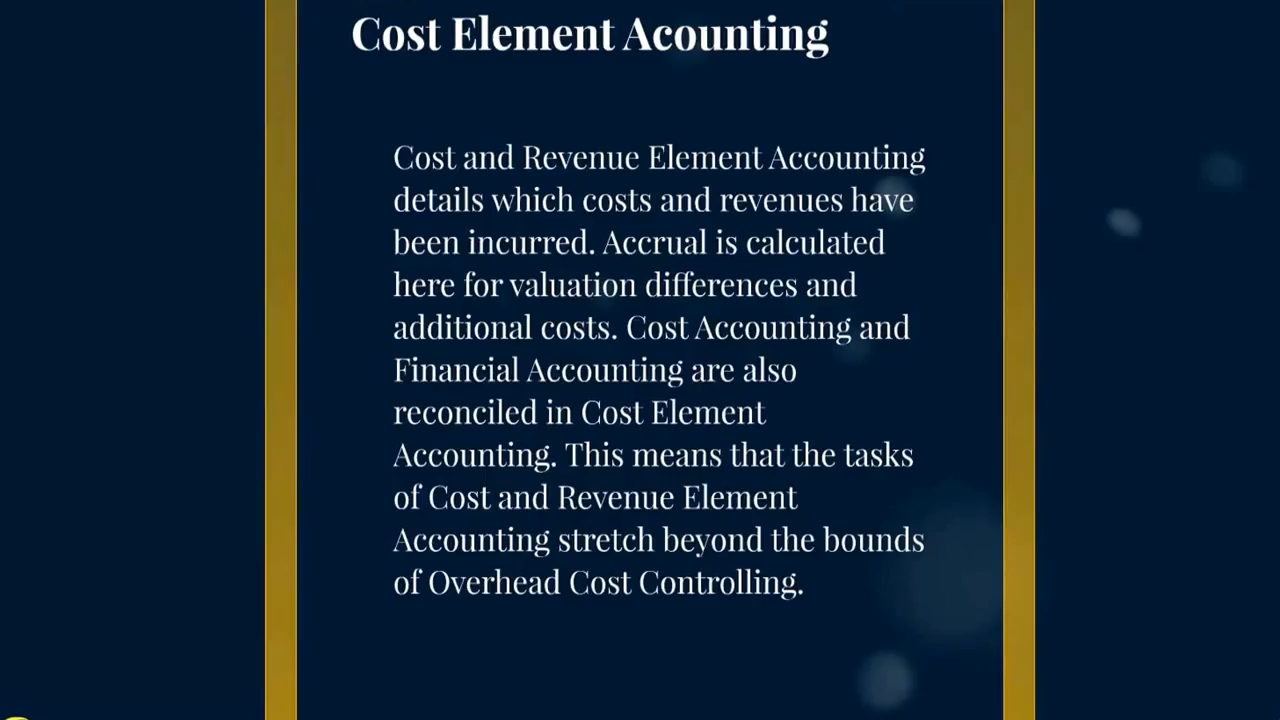 Cost Element Acounting
Cost and Revenue Element Accounting
details which costs and revenues have
been incurred. Accrual is calculated
here for valuation differences and
additional costs. Cost Accounting and
Financial Accounting are also
reconciled in Cost Element
Accounting. This means that the tasks
of Cost and Revenue Element
Accounting stretch beyond the bounds
of Overhead Cost Controlling.